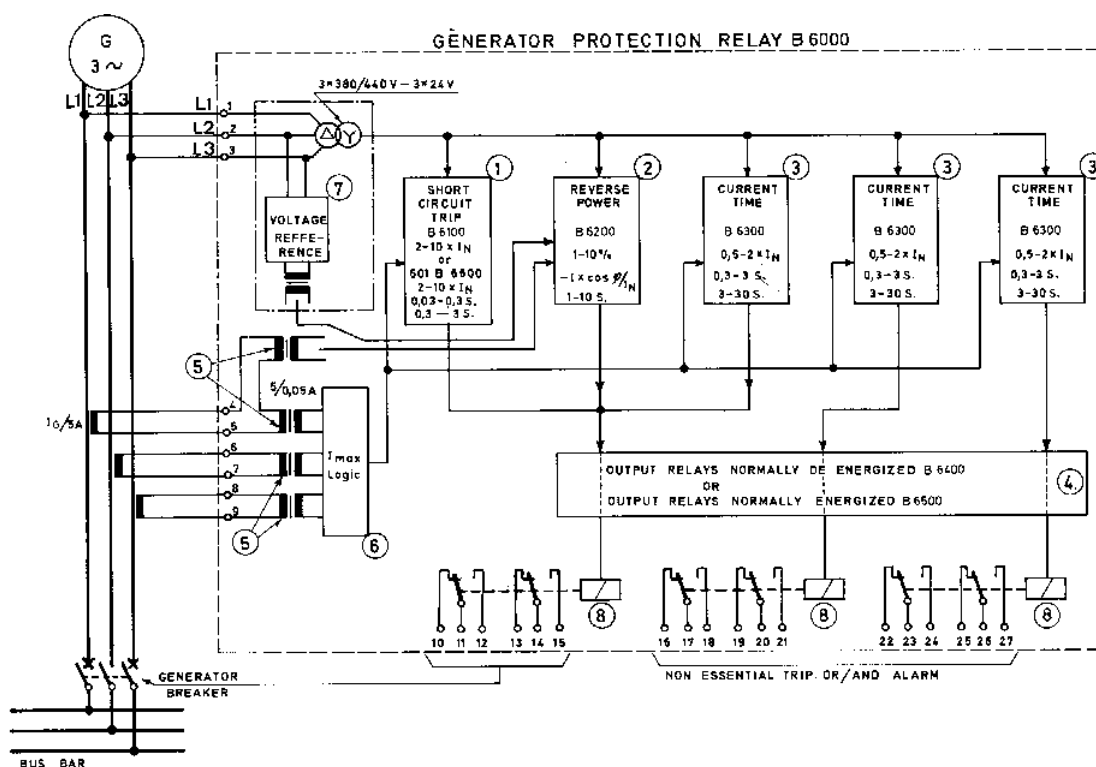 GENERATOR PROTECTION RELAY B 6000
G
3 ~
L1 L2 L3
3×380/440V – 3×24V
L1 1
L2 2
L3 3
Δ Y
7
VOLTAGE
REFFE-
RENCE
1
SHORT
CIRCUIT
TRIP
B 6100
2-10 × IN
or
601 B 6600
2-10 × IN
0,03-0,3 S.
0,3 — 3S.
2
REVERSE
POWER
B 6200
1-10%
-I × cos φ/IN
1-10 S.
3
CURRENT
TIME
B 6300
0,5-2 × IN
0,3-3 S.
3-30 S.
3
CURRENT
TIME
B 6300
0,5-2 × IN
0,3-3 S.
3-30 S.
3
CURRENT
TIME
B 6300
0,5-2 × IN
0,3-3 S.
3-30 S.
5
5/0,05A
IG/5A
4
5
6
7
8
9
Imax
Logic
5
6
OUTPUT RELAYS NORMALLY DE ENERGIZED B 6400
OR
OUTPUT RELAYS NORMALLY ENERGIZED B 6500
4
8
8
8
10 11 12 13 14 15
16 17 18 19 20 21
22 23 24 25 26 27
GENERATOR
BREAKER
NON ESSENTIAL TRIP OR/AND ALARM
BUS BAR